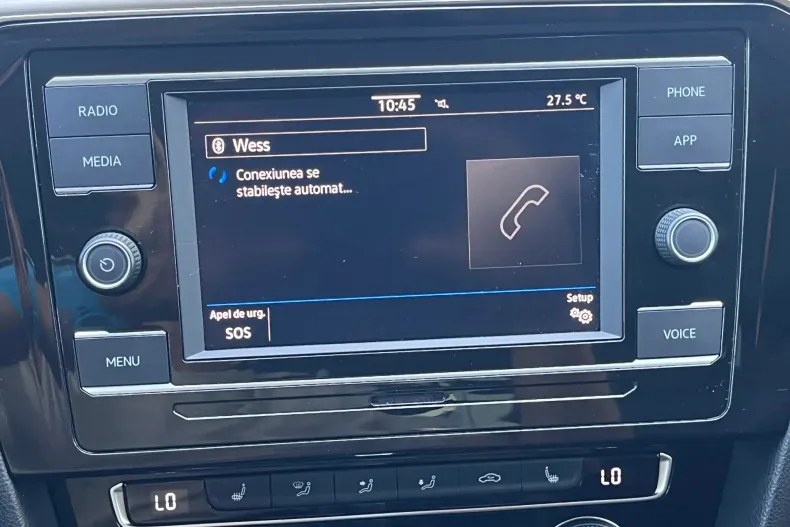 RADIO
MEDIA
MENU
10:45
27.5 °C
Wess
Conexiunea se
stabilește automat...
Apel de urg.
SOS
Setup
PHONE
APP
VOICE
LO
LO